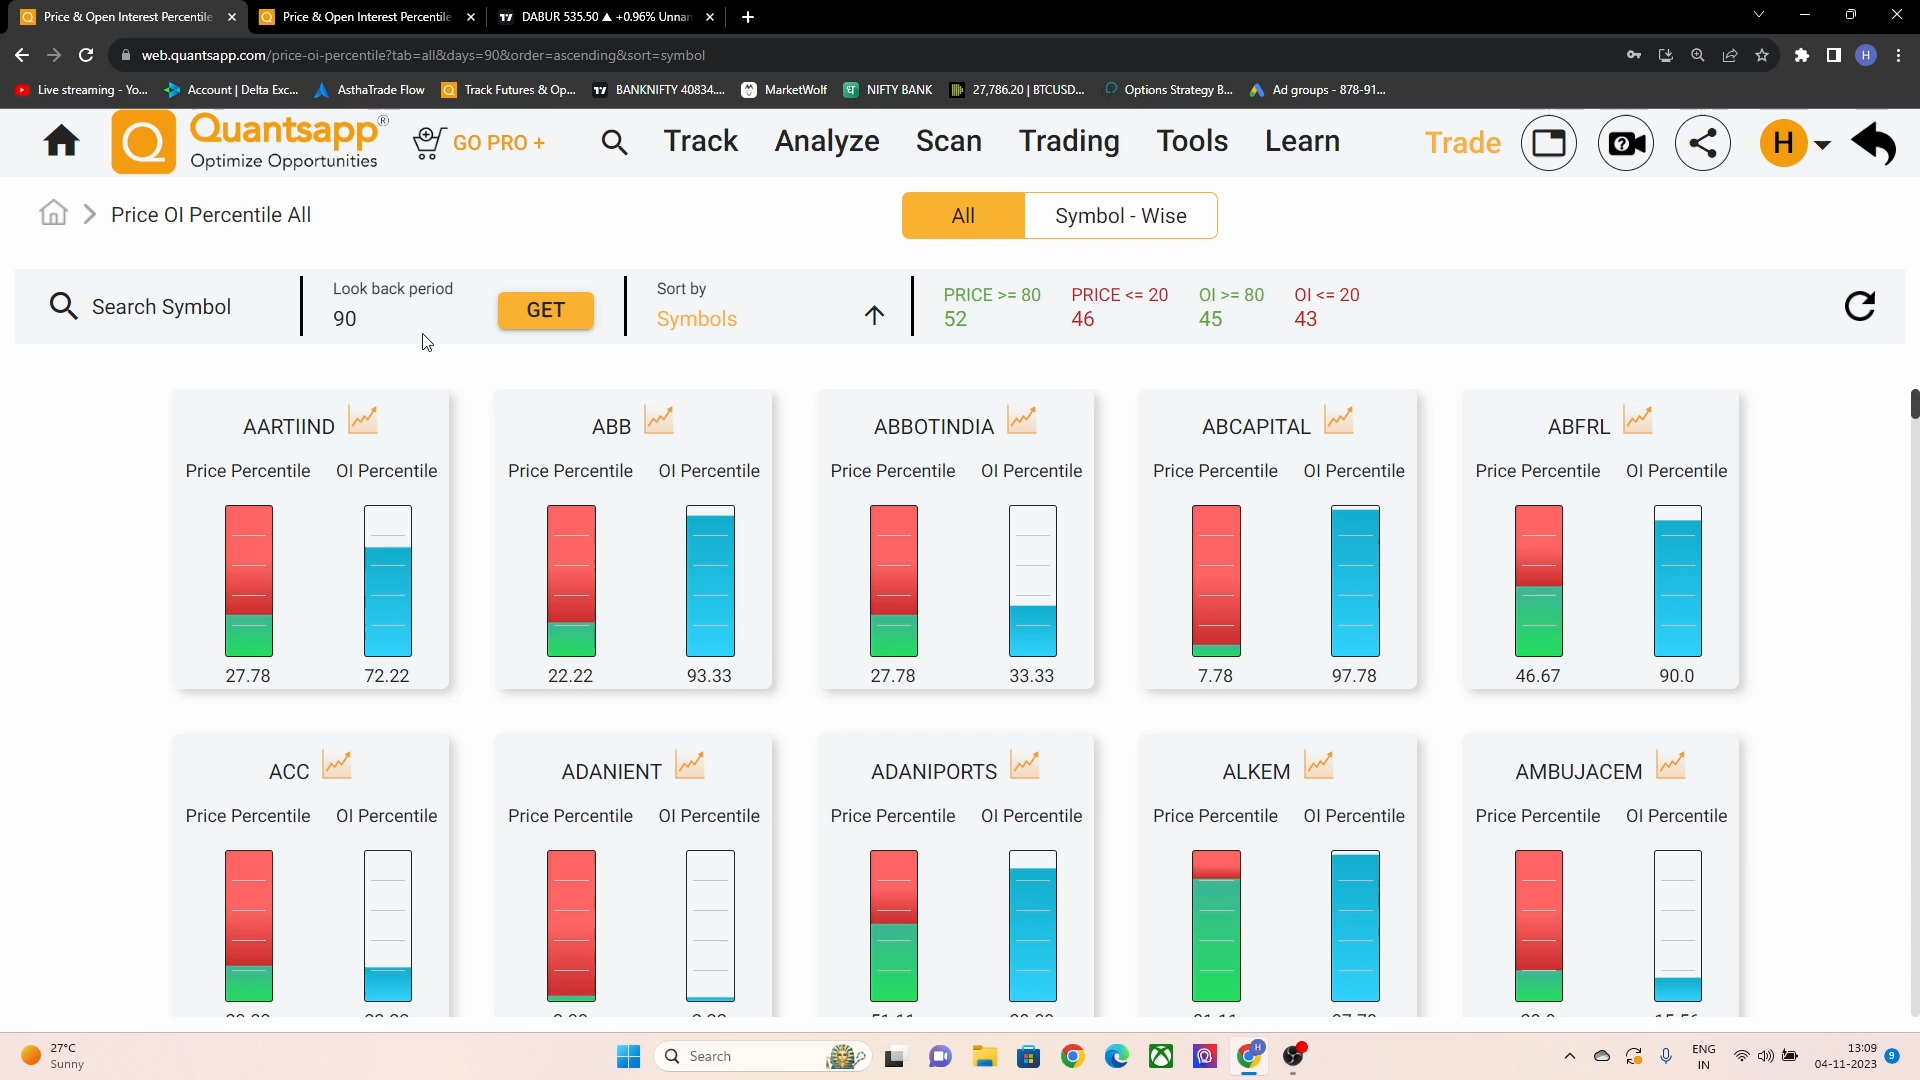 Price & Open Interest Percentile
Price & Open Interest Percentile
DABUR 535.50 ▲ +0.96% Unnar
web.quantsapp.com/price-oi-percentile?tab=all&days=90&order=ascending&sort=symbol
Live streaming - Yo...
Account | Delta Exc...
AsthaTrade Flow
Track Futures & Op...
BANKNIFTY 40834....
MarketWolf
NIFTY BANK
27,786.20 | BTCUSD...
Options Strategy B...
Ad groups - 878-91...
Quantsapp®
Optimize Opportunities
GO PRO +
Track
Analyze
Scan
Trading
Tools
Learn
Trade
H
Price OI Percentile All
All
Symbol - Wise
Search Symbol
Look back period
90
GET
Sort by
Symbols
PRICE >= 80
52
PRICE <= 20
46
OI >= 80
45
OI <= 20
43
AARTIIND
Price Percentile OI Percentile
27.78 72.22
ABB
Price Percentile OI Percentile
22.22 93.33
ABBOTINDIA
Price Percentile OI Percentile
27.78 33.33
ABCAPITAL
Price Percentile OI Percentile
7.78 97.78
ABFRL
Price Percentile OI Percentile
46.67 90.0
ACC
Price Percentile OI Percentile
ADANIENT
Price Percentile OI Percentile
ADANIPORTS
Price Percentile OI Percentile
ALKEM
Price Percentile OI Percentile
AMBUJACEM
Price Percentile OI Percentile
27°C
Sunny
Search
ENG
IN
13:09
04-11-2023
9